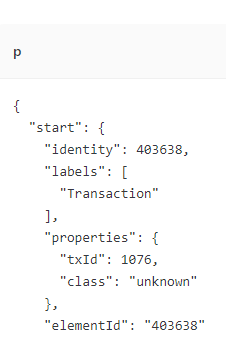 p
{
"start": {
"identity": 403638,
"labels": [
"Transaction"
],
"properties": {
"txId": 1076,
"class": "unknown"
},
"elementId": "403638"